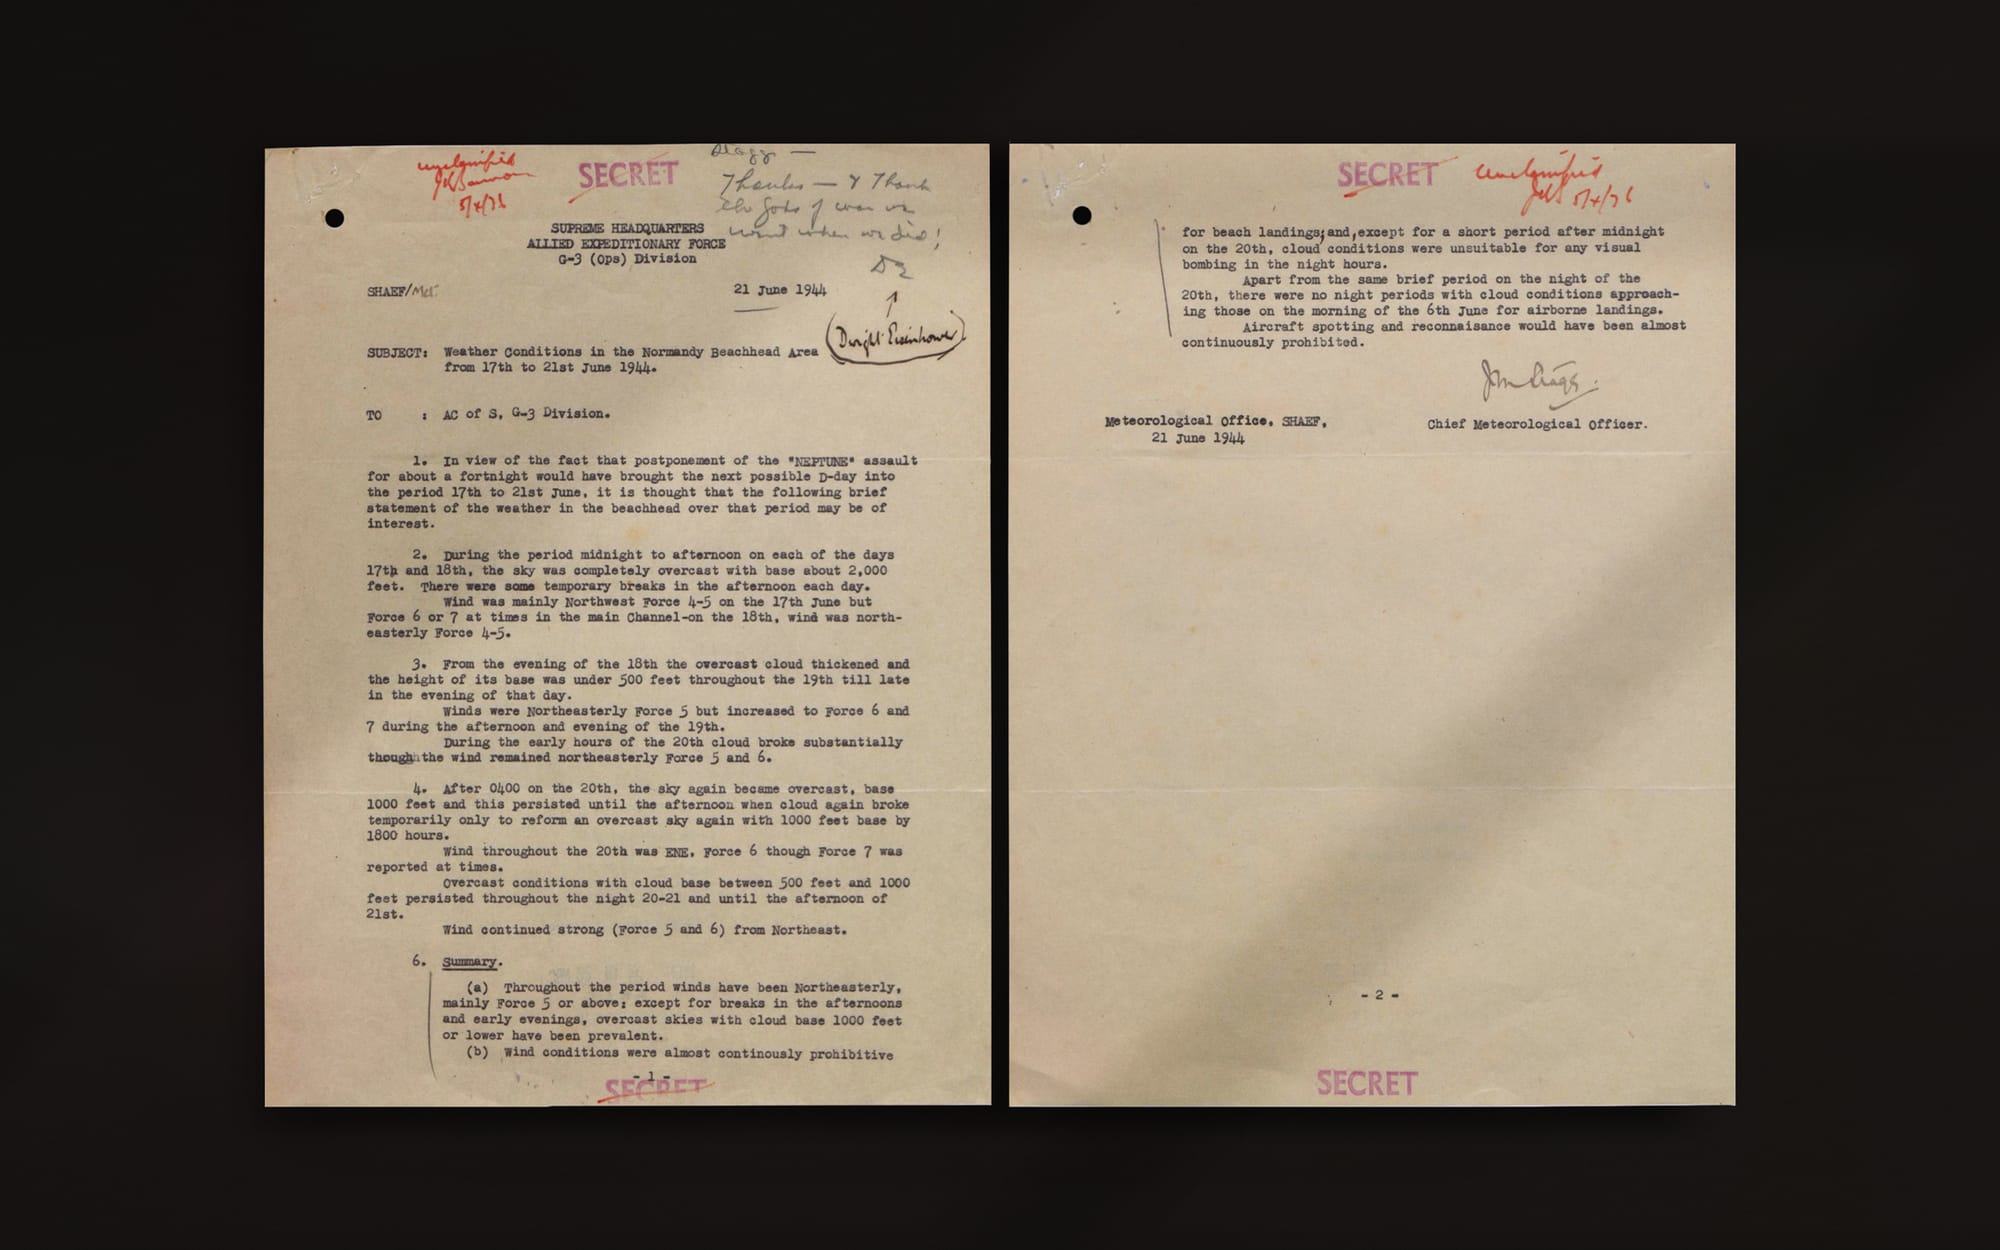 unclassified
5/X/76
SECRET
Stagg —
Thanks — & Thank
the gods of war we
went when we did!
DE
(Dwight Eisenhower)
SUPREME HEADQUARTERS
ALLIED EXPEDITIONARY FORCE
G-3 (Ops) Division
SHAEF/Met.
21 June 1944
SUBJECT: Weather Conditions in the Normandy Beachhead Area
from 17th to 21st June 1944.
TO : AC of S, G-3 Division.
1. In view of the fact that postponement of the "NEPTUNE" assault
for about a fortnight would have brought the next possible D-day into
the period 17th to 21st June, it is thought that the following brief
statement of the weather in the beachhead over that period may be of
interest.
2. During the period midnight to afternoon on each of the days
17th and 18th, the sky was completely overcast with base about 2,000
feet. There were some temporary breaks in the afternoon each day.
Wind was mainly Northwest Force 4-5 on the 17th June but
Force 6 or 7 at times in the main Channel-on the 18th, wind was north-
easterly Force 4-5.
3. From the evening of the 18th the overcast cloud thickened and
the height of its base was under 500 feet throughout the 19th till late
in the evening of that day.
Winds were Northeasterly Force 5 but increased to Force 6 and
7 during the afternoon and evening of the 19th.
During the early hours of the 20th cloud broke substantially
though the wind remained northeasterly Force 5 and 6.
4. After 0400 on the 20th, the sky again became overcast, base
1000 feet and this persisted until the afternoon when cloud again broke
temporarily only to reform an overcast sky again with 1000 feet base by
1800 hours.
Wind throughout the 20th was ENE, Force 6 though Force 7 was
reported at times.
Overcast conditions with cloud base between 500 feet and 1000
feet persisted throughout the night 20-21 and until the afternoon of
21st.
Wind continued strong (Force 5 and 6) from Northeast.
6. Summary.
(a) Throughout the period winds have been Northeasterly,
mainly Force 5 or above; except for breaks in the afternoons
and early evenings, overcast skies with cloud base 1000 feet
or lower have been prevalent.
(b) Wind conditions were almost continously prohibitive
- 1 -
SECRET
SECRET
unclassified
5/X/76
for beach landings; and, except for a short period after midnight
on the 20th, cloud conditions were unsuitable for any visual
bombing in the night hours.
Apart from the same brief period on the night of the
20th, there were no night periods with cloud conditions approach-
ing those on the morning of the 6th June for airborne landings.
Aircraft spotting and reconnaisance would have been almost
continuously prohibited.
J M Stagg.
Meteorological Office, SHAEF,
21 June 1944
Chief Meteorological Officer.
- 2 -
SECRET